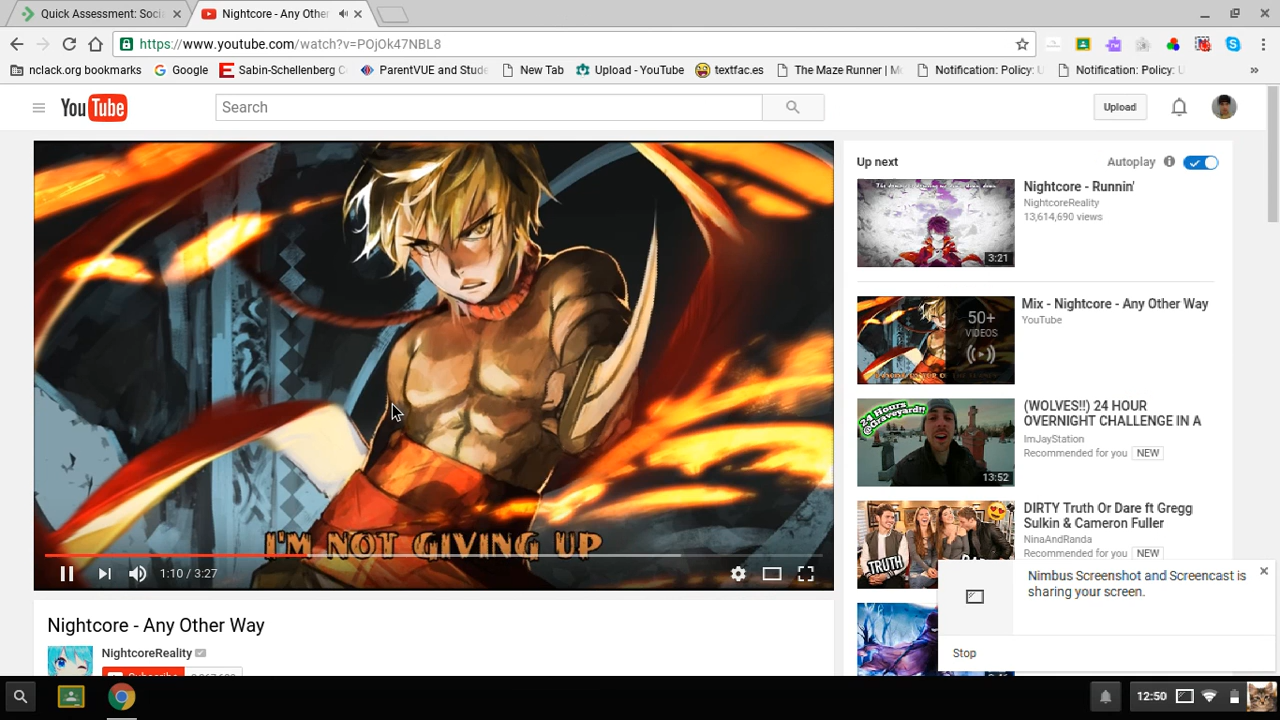 Quick Assessment: Soci
Nightcore - Any Other
https://www.youtube.com/watch?v=POjQk47NBL8
nclack.org bookmarks
Google
Sabin-Schellenberg C
ParentVUE and Stude
New Tab
Upload - YouTube
textfac.es
The Maze Runner | M
Notification: Policy: U
Notification: Policy: U
»
YouTube
Search
Upload
I'M NOT GIVING UP
1:10 / 3:27
Nightcore - Any Other Way
NightcoreReality
Subscribe
Up next
Autoplay
Nightcore - Runnin'
NightcoreReality
13,614,690 views
3:21
Mix - Nightcore - Any Other Way
YouTube
50+
VIDEOS
(WOLVES!!) 24 HOUR
OVERNIGHT CHALLENGE IN A
ImJayStation
Recommended for you NEW
24 Hours
@Graveyard!!
13:52
DIRTY Truth Or Dare ft Gregg
Sulkin & Cameron Fuller
NinaAndRanda
Recommended for you NEW
TRUTH
Nimbus Screenshot and Screencast is
sharing your screen.
Stop
12:50